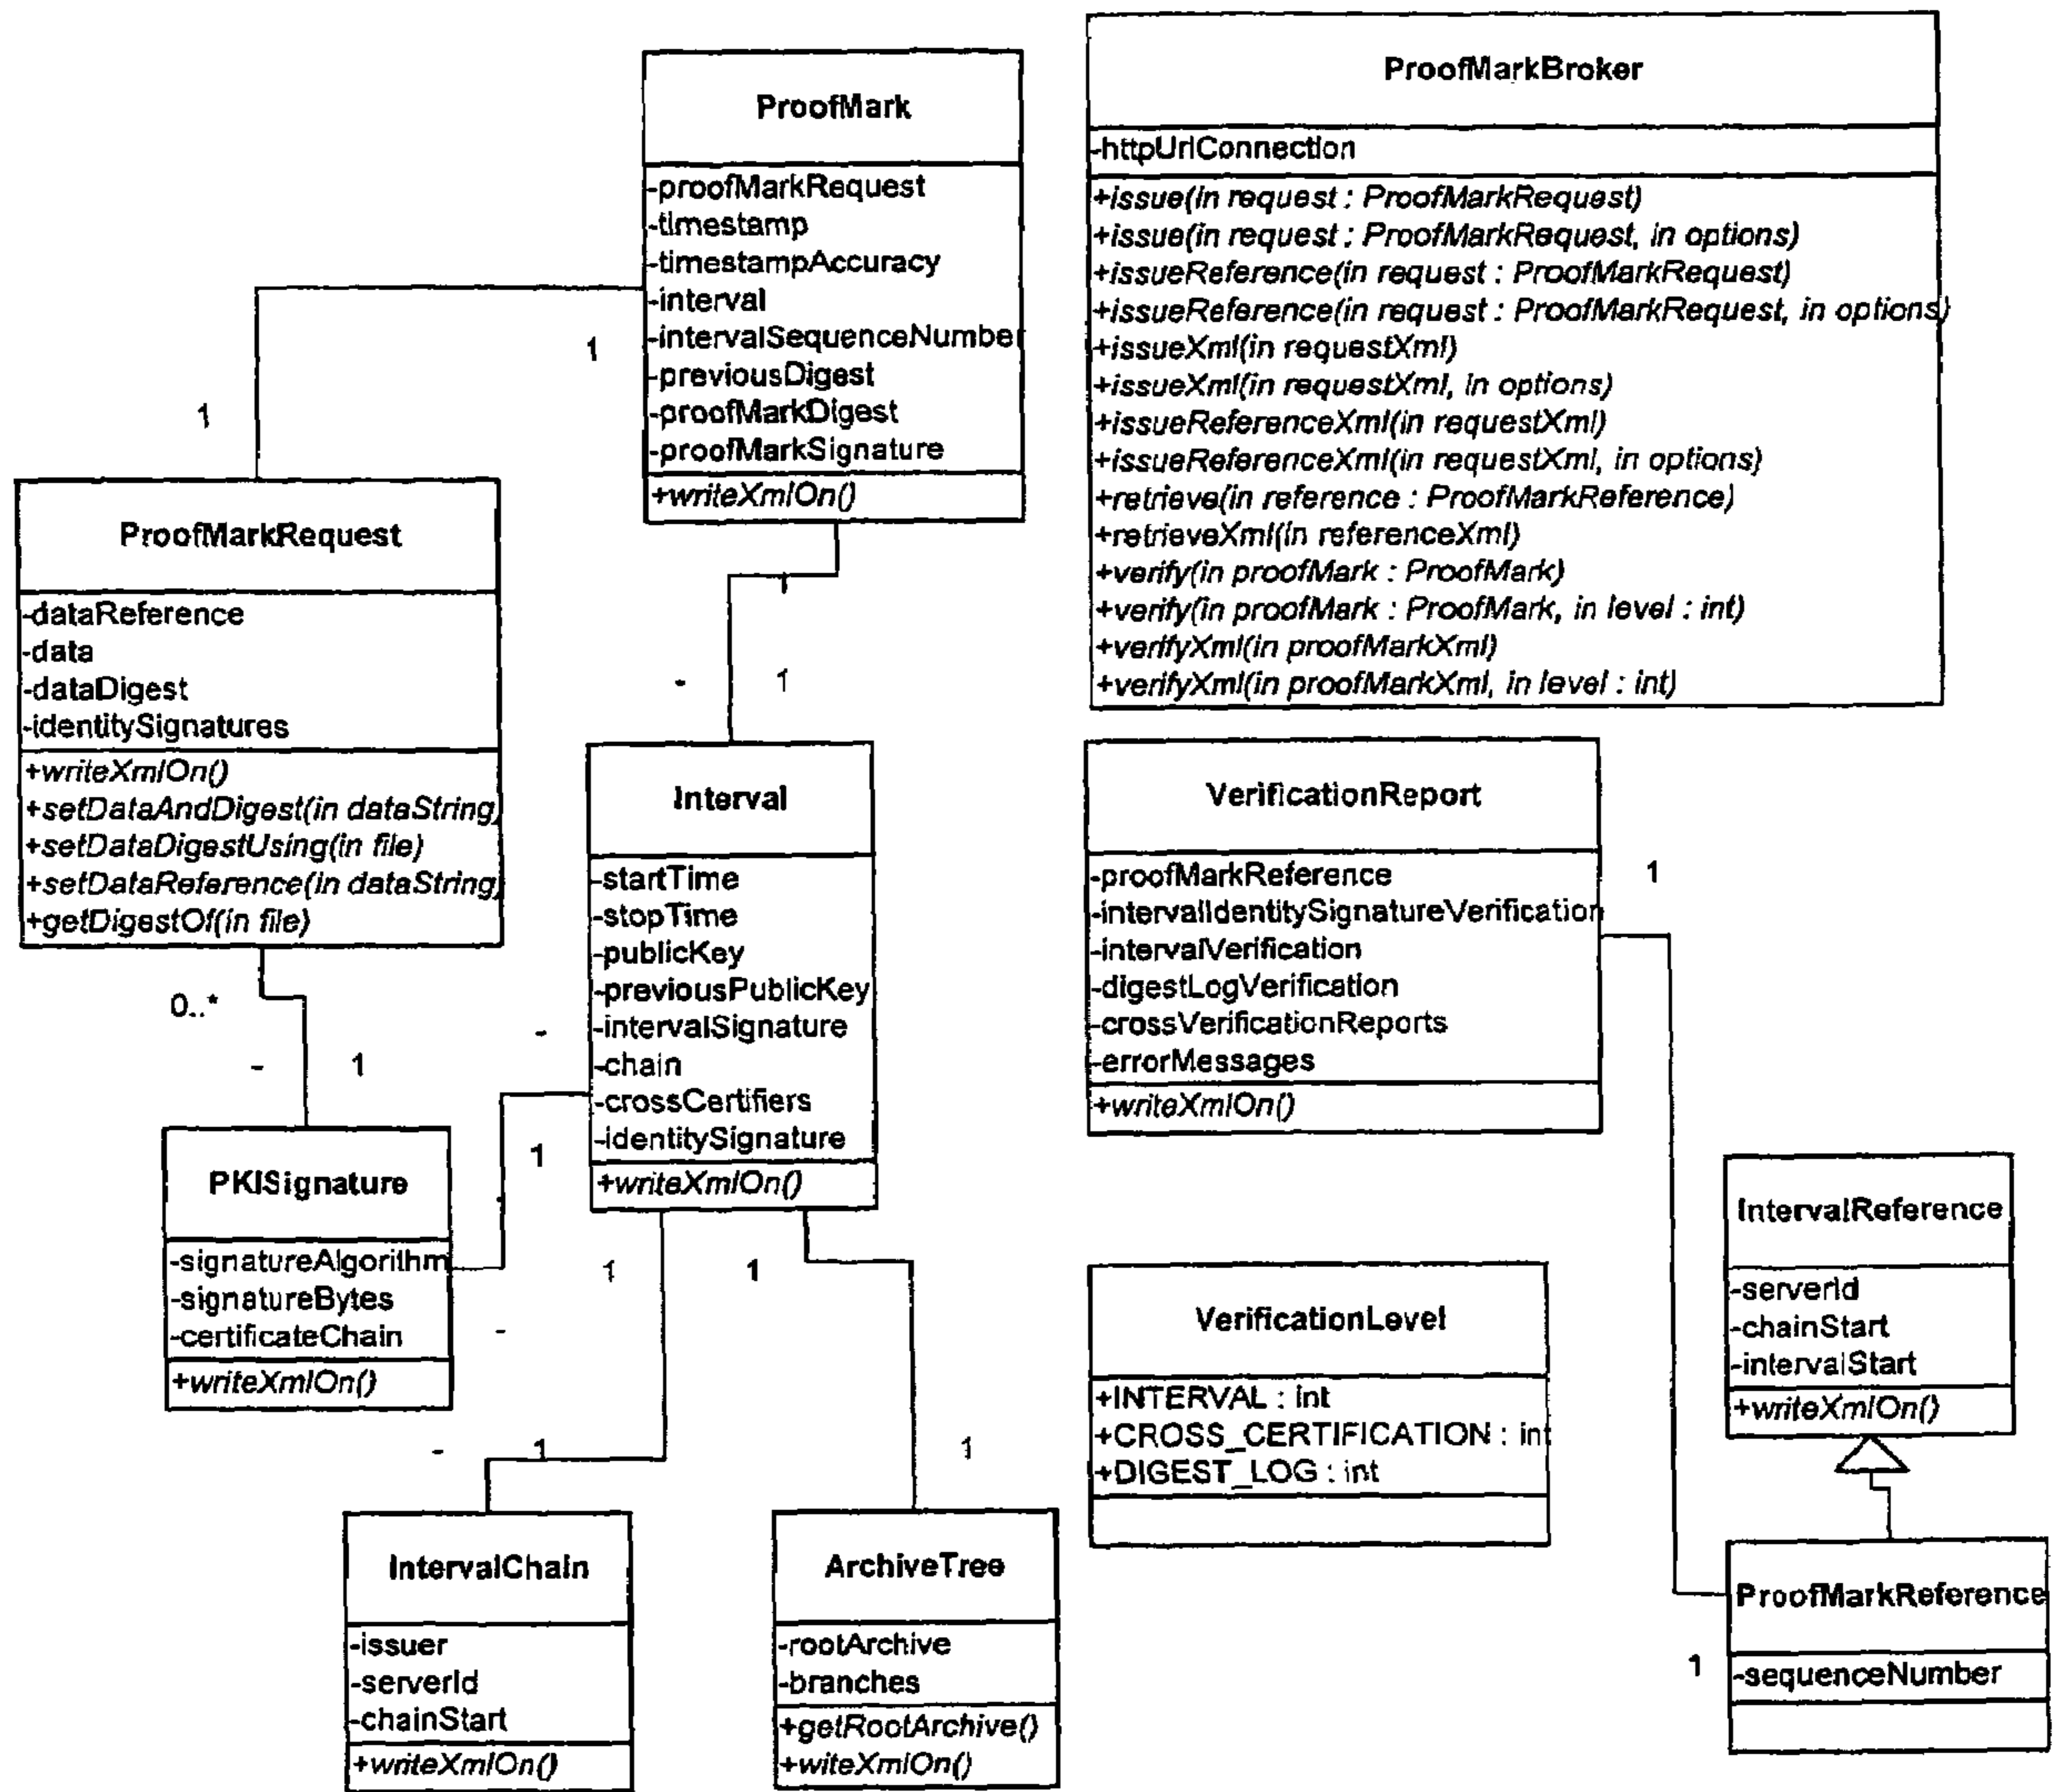 ProofMark
-proofMarkRequest
-timestamp
-timestampAccuracy
-interval
-intervalSequenceNumber
-previousDigest
-proofMarkDigest
-proofMarkSignature
+writeXmlOn()
ProofMarkBroker
-httpUrlConnection
+issue(in request : ProofMarkRequest)
+issue(in request : ProofMarkRequest, in options)
+issueReference(in request : ProofMarkRequest)
+issueReference(in request : ProofMarkRequest, in options)
+issueXml(in requestXml)
+issueXml(in requestXml, in options)
+issueReferenceXml(in requestXml)
+issueReferenceXml(in requestXml, in options)
+retrieve(in reference : ProofMarkReference)
+retrieveXml(in referenceXml)
+verify(in proofMark : ProofMark)
+verify(in proofMark : ProofMark, in level : int)
+verifyXml(in proofMarkXml)
+verifyXml(in proofMarkXml, in level : int)
1
1
ProofMarkRequest
-dataReference
-data
-dataDigest
-identitySignatures
+writeXmlOn()
+setDataAndDigest(in dataString)
+setDataDigestUsing(in file)
+setDataReference(in dataString)
+getDigestOf(in file)
1
- 1
Interval
-startTime
-stopTime
-publicKey
-previousPublicKey
-intervalSignature
-chain
-crossCertifiers
-identitySignature
+writeXmlOn()
VerificationReport
-proofMarkReference
-intervalIdentitySignatureVerification
-intervalVerification
-digestLogVerification
-crossVerificationReports
-errorMessages
+writeXmlOn()
1
0..*
- 1
-
1
PKISignature
-signatureAlgorithm
-signatureBytes
-certificateChain
+writeXmlOn()
-
1
1
IntervalReference
-serverId
-chainStart
-intervalStart
+writeXmlOn()
VerificationLevel
+INTERVAL : int
+CROSS_CERTIFICATION : int
+DIGEST_LOG : int
- 1
1
IntervalChain
-issuer
-serverId
-chainStart
+writeXmlOn()
ArchiveTree
-rootArchive
-branches
+getRootArchive()
+witeXmlOn()
ProofMarkReference
-sequenceNumber
1